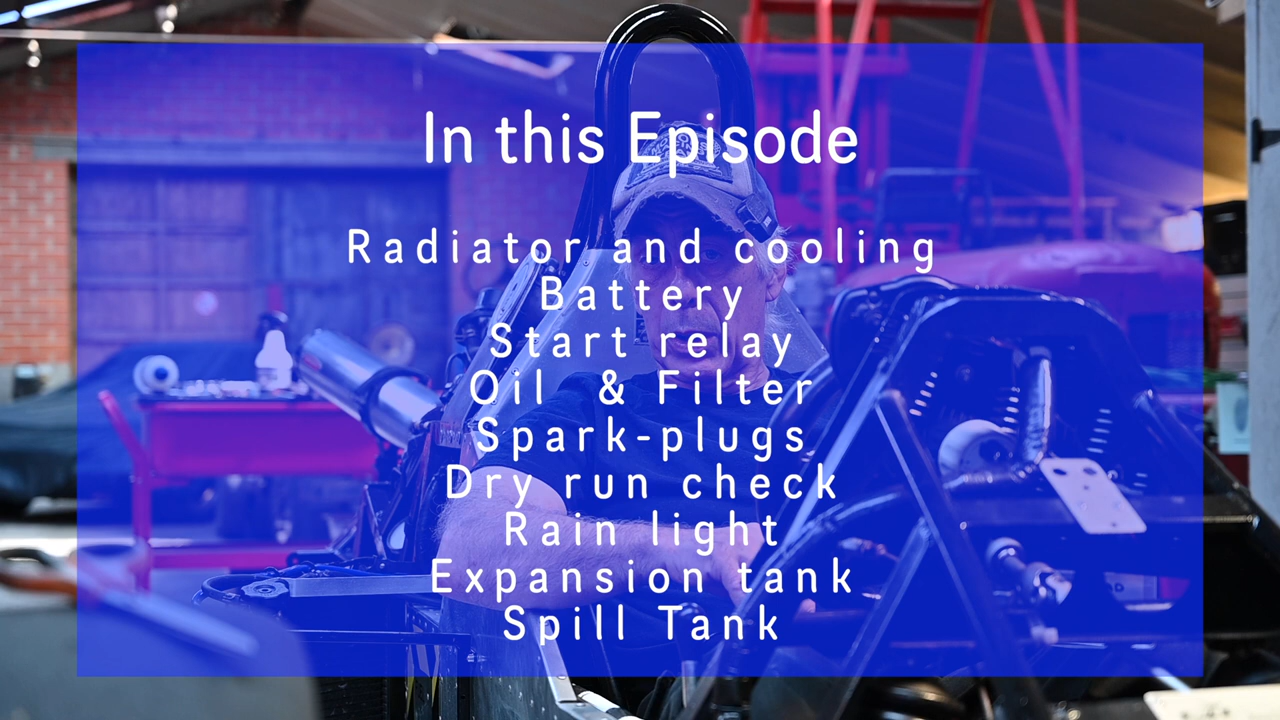 In this Episode
Radiator and cooling
Battery
Start relay
Oil & Filter
Spark-plugs
Dry run check
Rain light
Expansion tank
Spill Tank